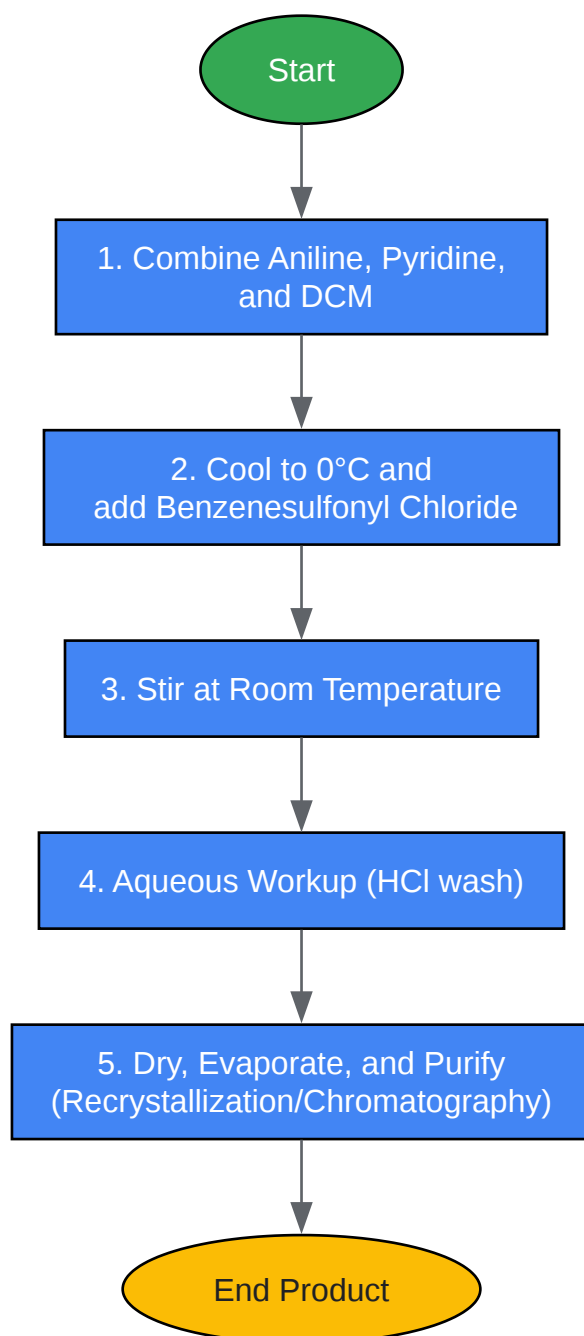 Start
1. Combine Aniline, Pyridine,
and DCM
2. Cool to 0°C and
add Benzenesulfonyl Chloride
3. Stir at Room Temperature
4. Aqueous Workup (HCl wash)
5. Dry, Evaporate, and Purify
(Recrystallization/Chromatography)
End Product